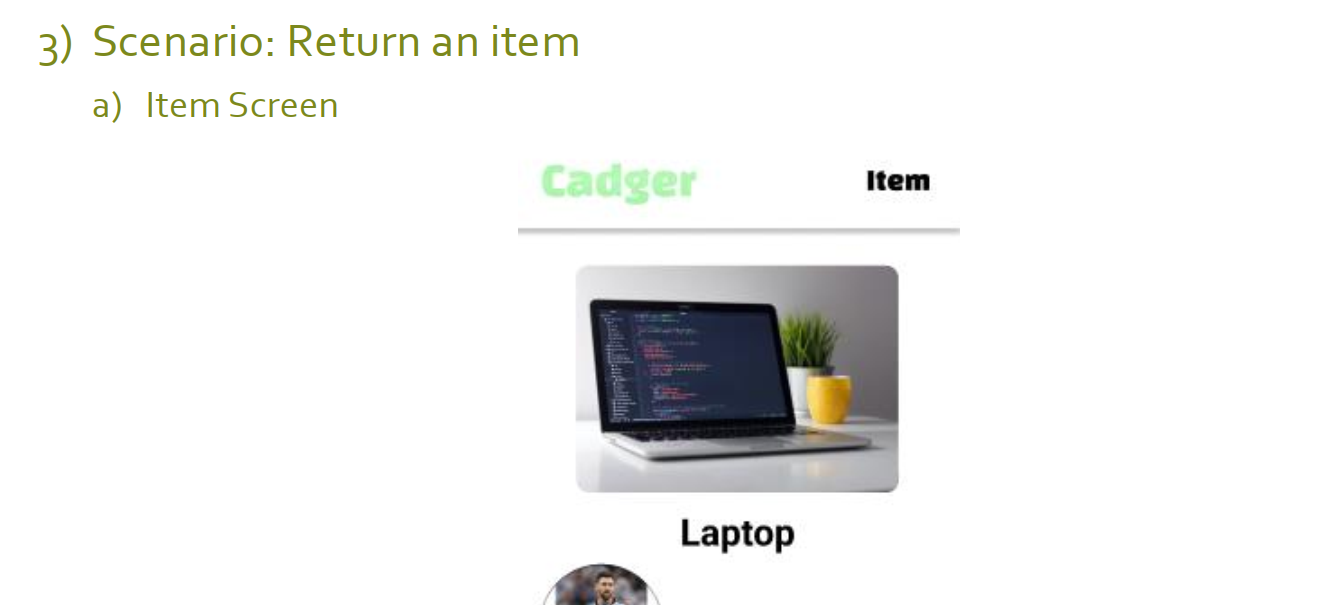 3) Scenario: Return an item
a) Item Screen
Cadger
Item
Laptop